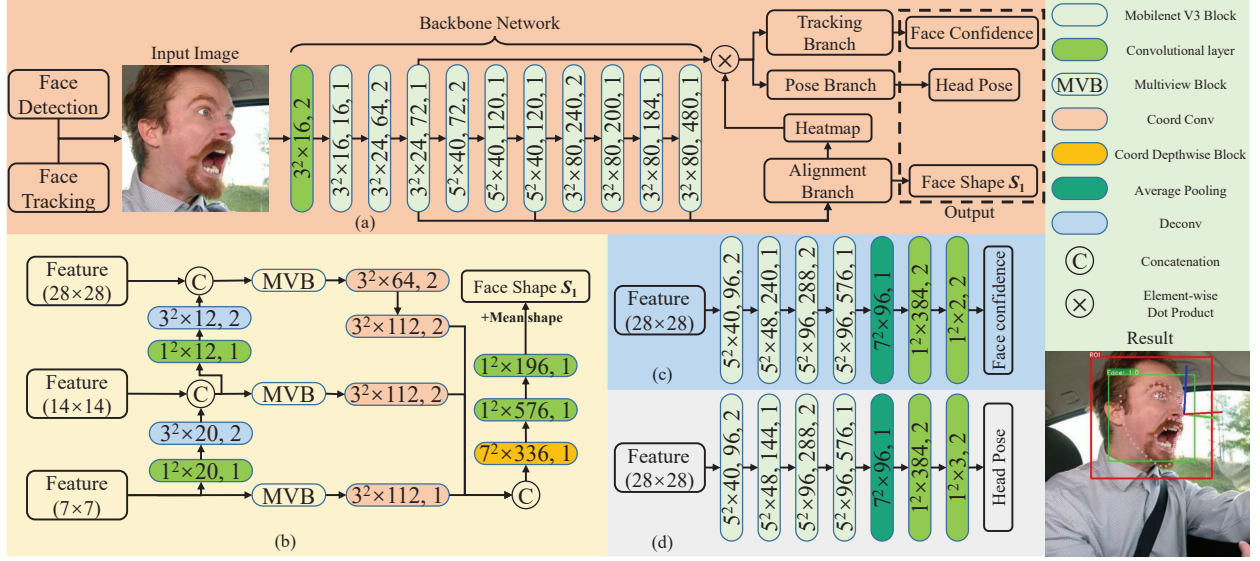 Backbone Network
Input Image
Face
Detection
Face
Tracking
3²×16, 2
3²×16, 16, 1
3²×24, 64, 2
3²×24, 72, 1
5²×40, 72, 2
5²×40, 120, 1
5²×40, 120, 1
3²×80, 240, 2
3²×80, 200, 1
3²×80, 184, 1
3²×80, 480, 1
Tracking
Branch
Face Confidence
Pose Branch
Head Pose
Heatmap
Alignment
Branch
Face Shape S₁
Output
(a)
Feature
(28×28)
C
MVB
3²×64, 2
3²×12, 2
3²×112, 2
1²×12, 1
Feature
(14×14)
C
MVB
3²×112, 2
3²×20, 2
1²×20, 1
Feature
(7×7)
MVB
3²×112, 1
C
7²×336, 1
1²×576, 1
1²×196, 1
+Mean shape
Face Shape S₁
(b)
Feature
(28×28)
5²×40, 96, 2
5²×48, 240, 1
5²×96, 288, 2
5²×96, 576, 1
7²×96, 1
1²×384, 2
1²×2, 2
Face confidence
(c)
Feature
(28×28)
5²×40, 96, 2
5²×48, 144, 1
5²×96, 288, 2
5²×96, 576, 1
7²×96, 1
1²×384, 2
1²×3, 2
Head Pose
(d)
Mobilenet V3 Block
Convolutional layer
MVB
Multiview Block
Coord Conv
Coord Depthwise Block
Average Pooling
Deconv
C
Concatenation
×
Element-wise
Dot Product
Result
ROI
Face: 1.0